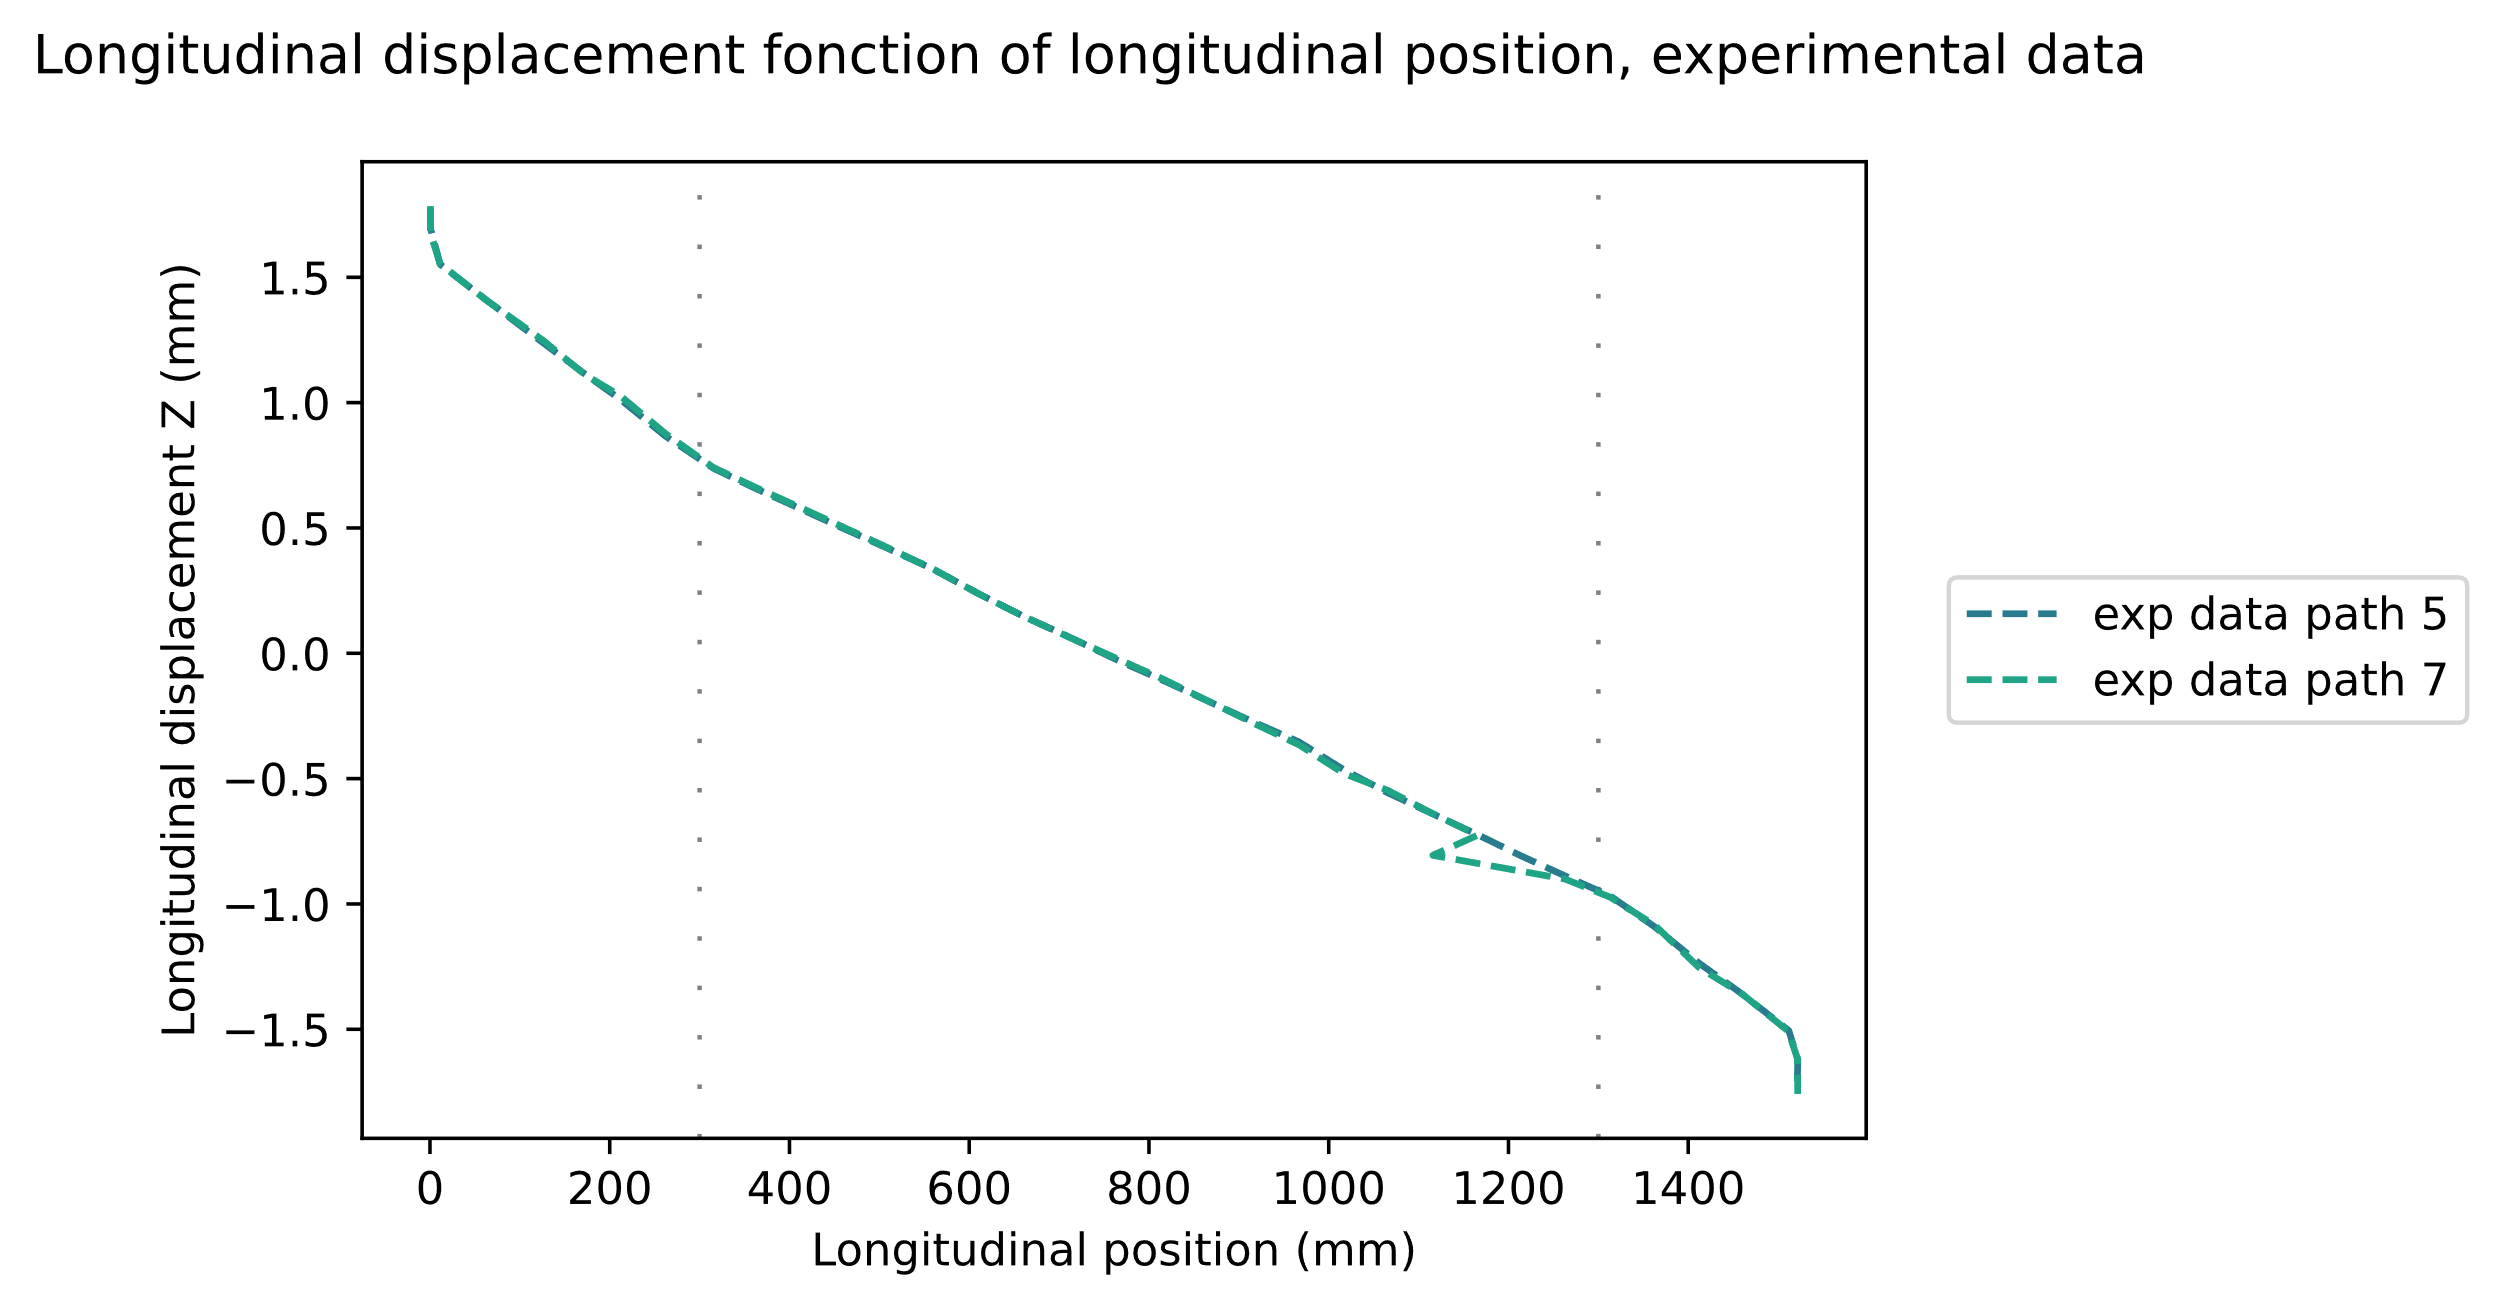 Longitudinal displacement fonction of longitudinal position, experimental data
Longitudinal displacement Z (mm)
1.5
1.0
0.5
0.0
−0.5
−1.0
−1.5
0 200 400 600 800 1000 1200 1400
Longitudinal position (mm)
exp data path 5
exp data path 7